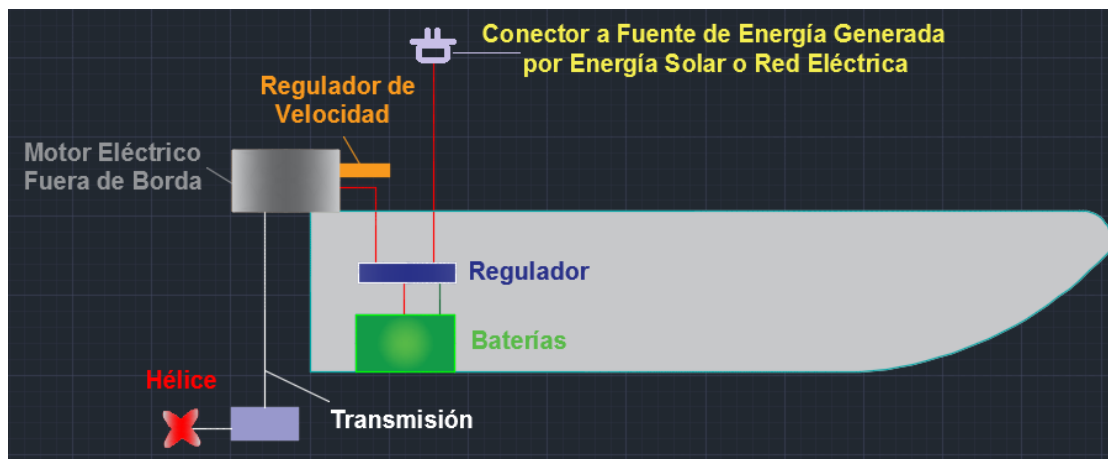 Conector a Fuente de Energía Generada
por Energía Solar o Red Eléctrica
Regulador de
Velocidad
Motor Eléctrico
Fuera de Borda
Regulador
Baterías
Hélice
Transmisión